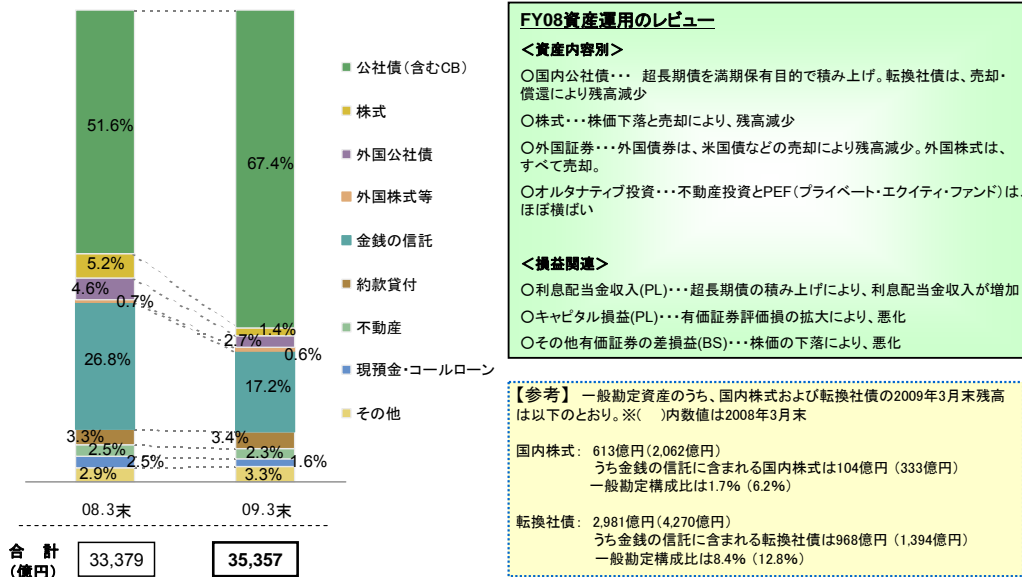 51.6%
5.2%
4.6%
0.7%
26.8%
3.3%
2.5%
2.5%
2.9%
67.4%
1.4%
2.7%
0.6%
17.2%
3.4%
2.3%
1.6%
3.3%
08.3末
09.3末
合 計
(億円)
33,379
35,357
公社債(含むCB)
株式
外国公社債
外国株式等
金銭の信託
約款貸付
不動産
現預金・コールローン
その他
FY08資産運用のレビュー
＜資産内容別＞
○国内公社債・・・ 超長期債を満期保有目的で積み上げ。転換社債は、売却・
償還により残高減少
○株式・・・株価下落と売却により、残高減少
○外国証券・・・外国債券は、米国債などの売却により残高減少。外国株式は、
すべて売却。
○オルタナティブ投資・・・不動産投資とPEF(プライベート・エクイティ・ファンド)は、
ほぼ横ばい
＜損益関連＞
○利息配当金収入(PL)・・・超長期債の積み上げにより、利息配当金収入が増加
○キャピタル損益(PL)・・・有価証券評価損の拡大により、悪化
○その他有価証券の差損益(BS)・・・株価の下落により、悪化
【参考】 一般勘定資産のうち、国内株式および転換社債の2009年3月末残高
は以下のとおり。※( )内数値は2008年3月末
国内株式： 613億円(2,062億円)
うち金銭の信託に含まれる国内株式は104億円 (333億円)
一般勘定構成比は1.7% (6.2%)
転換社債： 2,981億円(4,270億円)
うち金銭の信託に含まれる転換社債は968億円 (1,394億円)
一般勘定構成比は8.4% (12.8%)